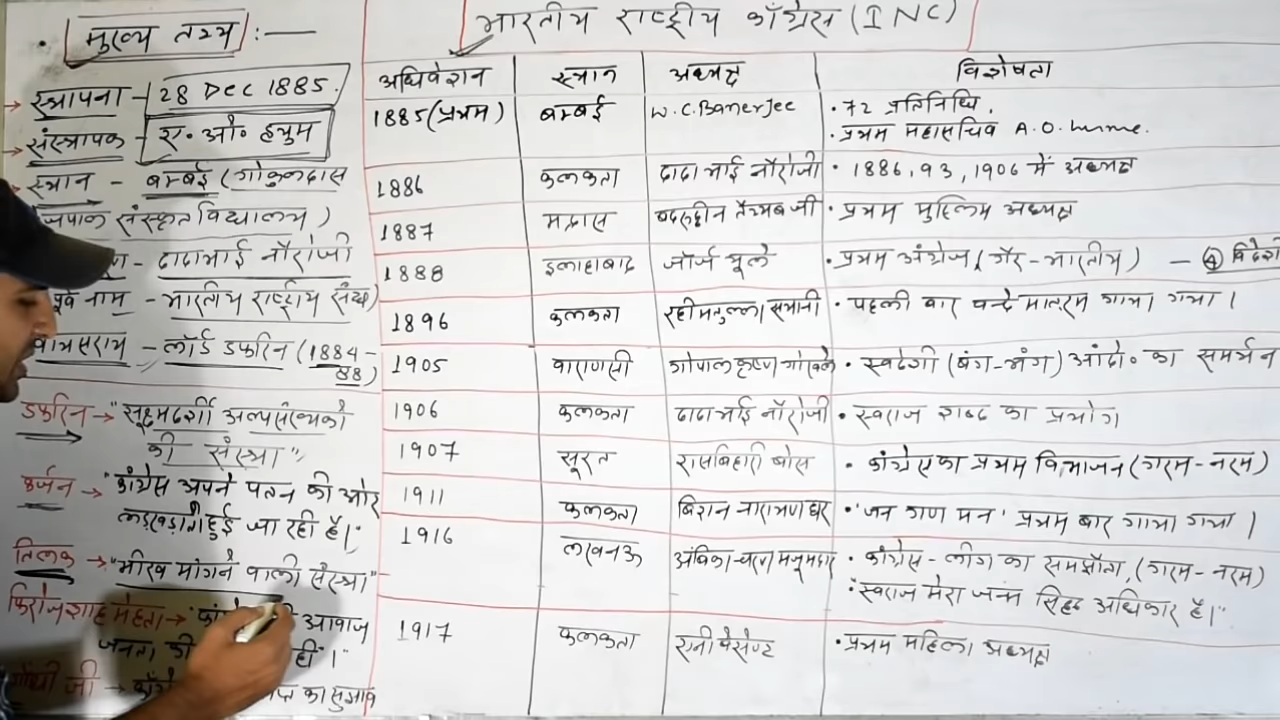 भारतीय राष्ट्रीय काँग्रेस (INC)
• मुख्य तथ्य :—
→ स्थापना - 28 Dec 1885.
→ संस्थापक - ए. ओ. ह्युम
→ स्थान - बम्बई (गोकुलदास
तेजपाल संस्कृत विद्यालय)
- दादाभाई नौरोजी
पूर्व नाम - भारतीय राष्ट्रीय संघ)
वायसराय - लॉर्ड डफरिन (1884-
88)
डफरिन → "सूक्ष्मदर्शी अल्पसंख्यकों
की संस्था"
कर्जन → "कांग्रेस अपने पतन की ओर
लड़खड़ाती हुई जा रही है।"
तिलक → "भीख मांगने वाली संस्था"
फिरोजशाह मेहता → आवाज
जनता की हीं।"
गाँधी जी → का सुझाव
अधिवेशन स्थान अध्यक्ष विशेषता
1885 (प्रथम) बम्बई W.C. Banerjee • 72 प्रतिनिधि.
• प्रथम महासचिव A.O. hume.
1886 कलकता दादाभाई नौरोजी • 1886, 93, 1906 में अध्यक्ष
1887 मद्रास बदरुद्दीन तैय्यबजी • प्रथम मुस्लिम अध्यक्ष
1888 इलाहाबाद जॉर्ज यूले • प्रथम अंग्रेज (गैर-भारतीय) — 4 विदेशी
1896 कलकता रहीमतुल्ला सयानी • पहली बार वन्दे मातरम गाया गया।
1905 वाराणसी गोपाल कृष्ण गोखले • स्वदेशी (बंग-भंग) आंदो० का समर्थन
1906 कलकता दादाभाई नौरोजी • स्वराज शब्द का प्रयोग
1907 सूरत रासबिहारी बोस • कांग्रेस का प्रथम विभाजन (गरम-नरम)
1911 कलकता बिशन नारायण धर • 'जन गण मन' प्रथम बार गाया गया।
1916 लखनऊ अंबिका चरण मजूमदार • कांग्रेस-लीग का समझौता, (गरम-नरम)
"स्वराज मेरा जन्म सिद्ध अधिकार है।"
1917 कलकता एनी बेसेण्ट • प्रथम महिला अध्यक्ष